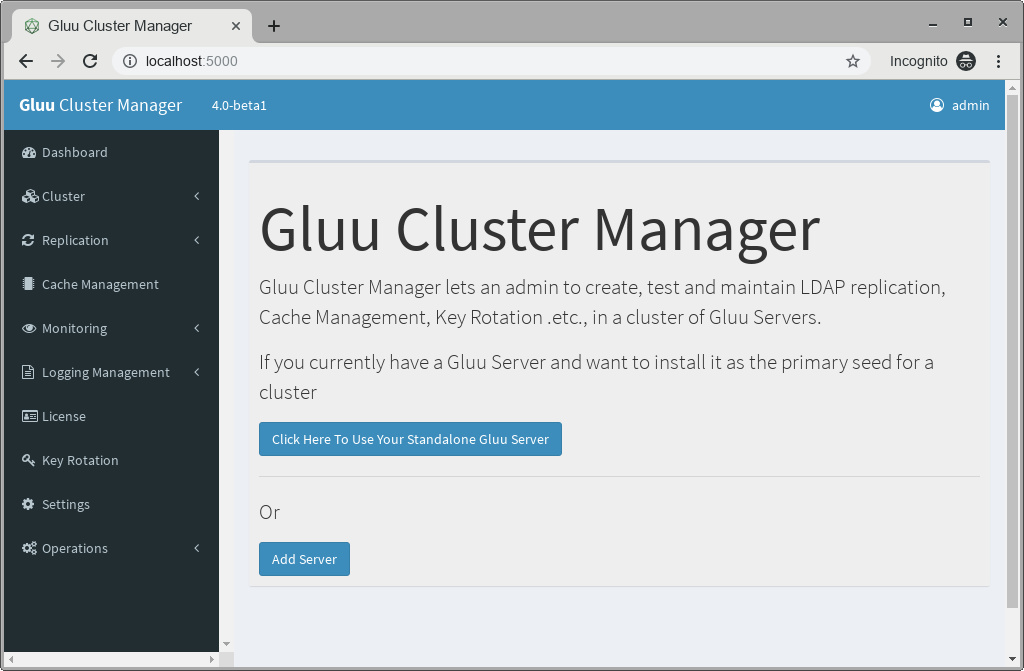 Gluu Cluster Manager
localhost:5000
Incognito
Gluu Cluster Manager 4.0-beta1 admin
Dashboard
Cluster
Replication
Cache Management
Monitoring
Logging Management
License
Key Rotation
Settings
Operations
Gluu Cluster Manager
Gluu Cluster Manager lets an admin to create, test and maintain LDAP replication,
Cache Management, Key Rotation .etc., in a cluster of Gluu Servers.
If you currently have a Gluu Server and want to install it as the primary seed for a
cluster
Click Here To Use Your Standalone Gluu Server
Or
Add Server